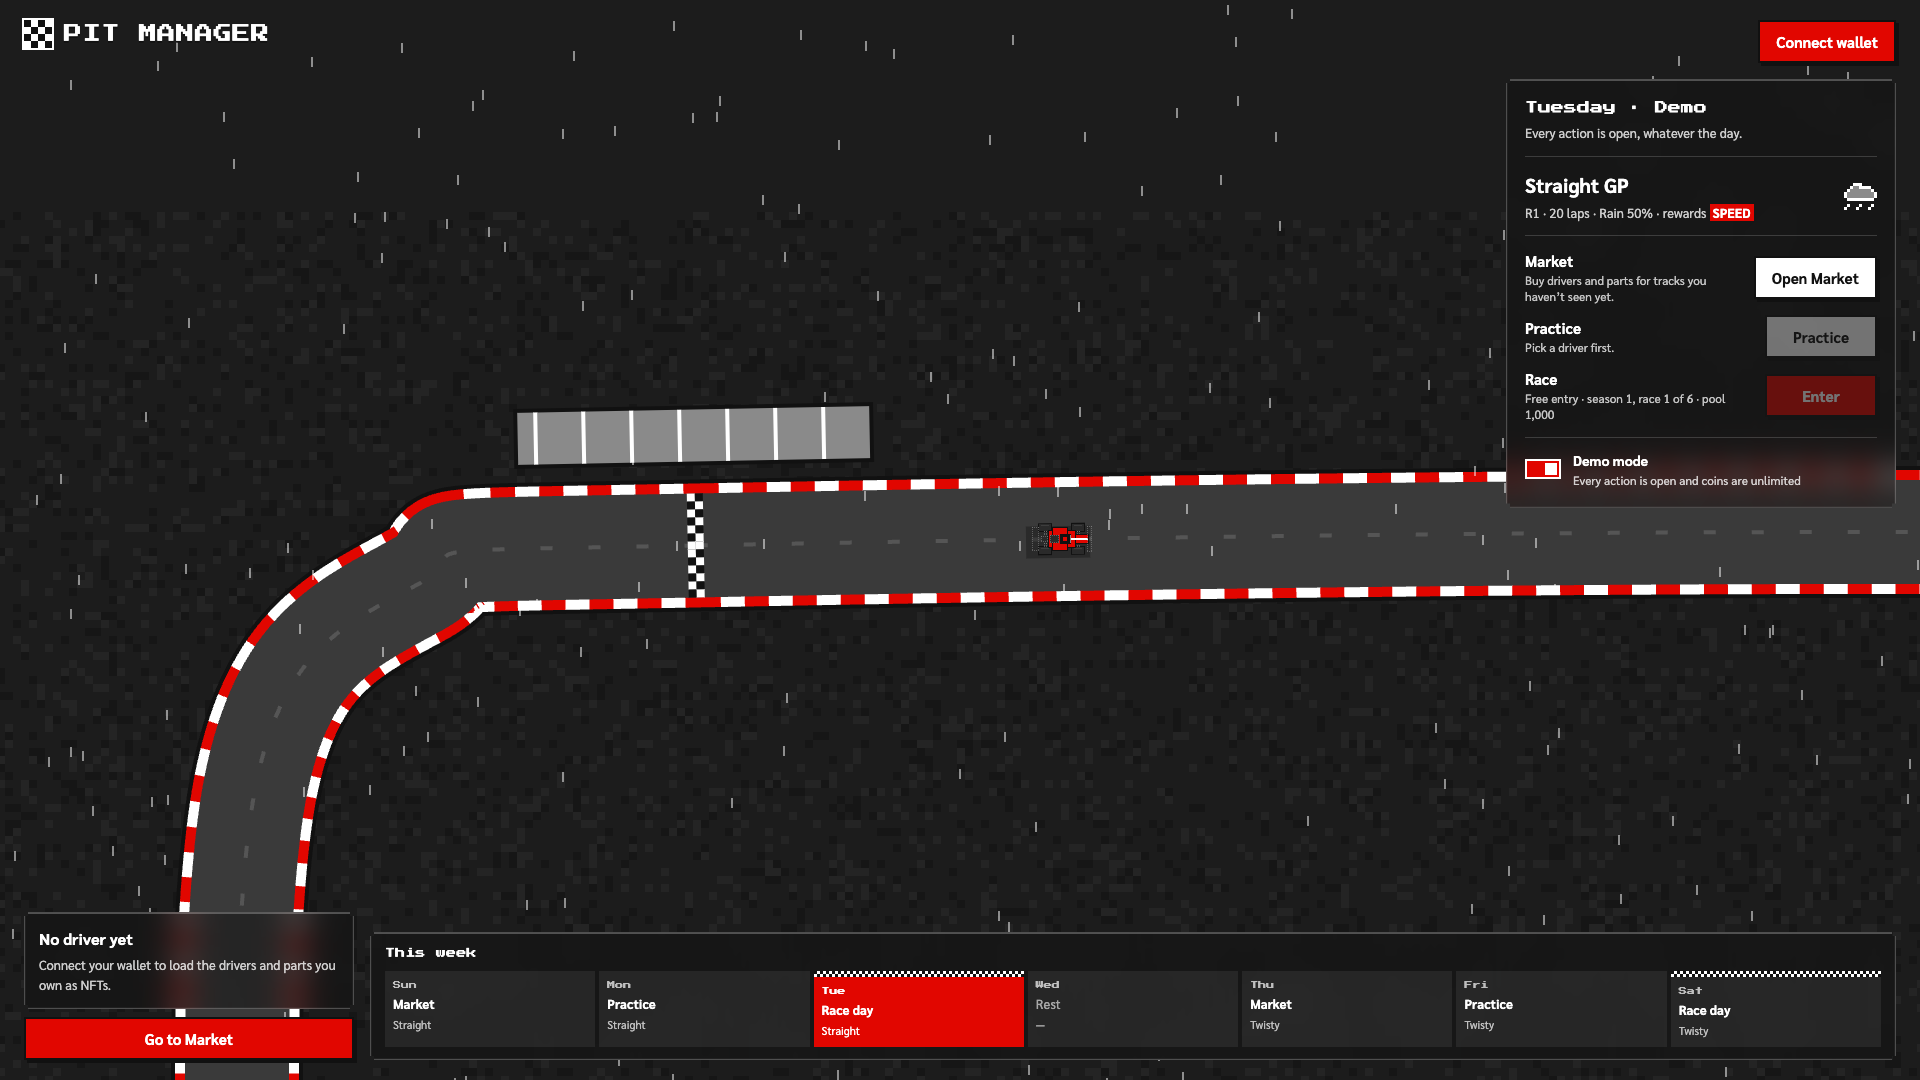 PIT MANAGER
Connect wallet
Tuesday · Demo
Every action is open, whatever the day.
Straight GP
R1 · 20 laps · Rain 50% · rewards SPEED
Market
Buy drivers and parts for tracks you
haven't seen yet.
Open Market
Practice
Pick a driver first.
Practice
Race
Free entry · season 1, race 1 of 6 · pool
1,000
Enter
Demo mode
Every action is open and coins are unlimited
No driver yet
Connect your wallet to load the drivers and parts you
own as NFTs.
Go to Market
This week
Sun
Market
Straight
Mon
Practice
Straight
Tue
Race day
Straight
Wed
Rest
—
Thu
Market
Twisty
Fri
Practice
Twisty
Sat
Race day
Twisty